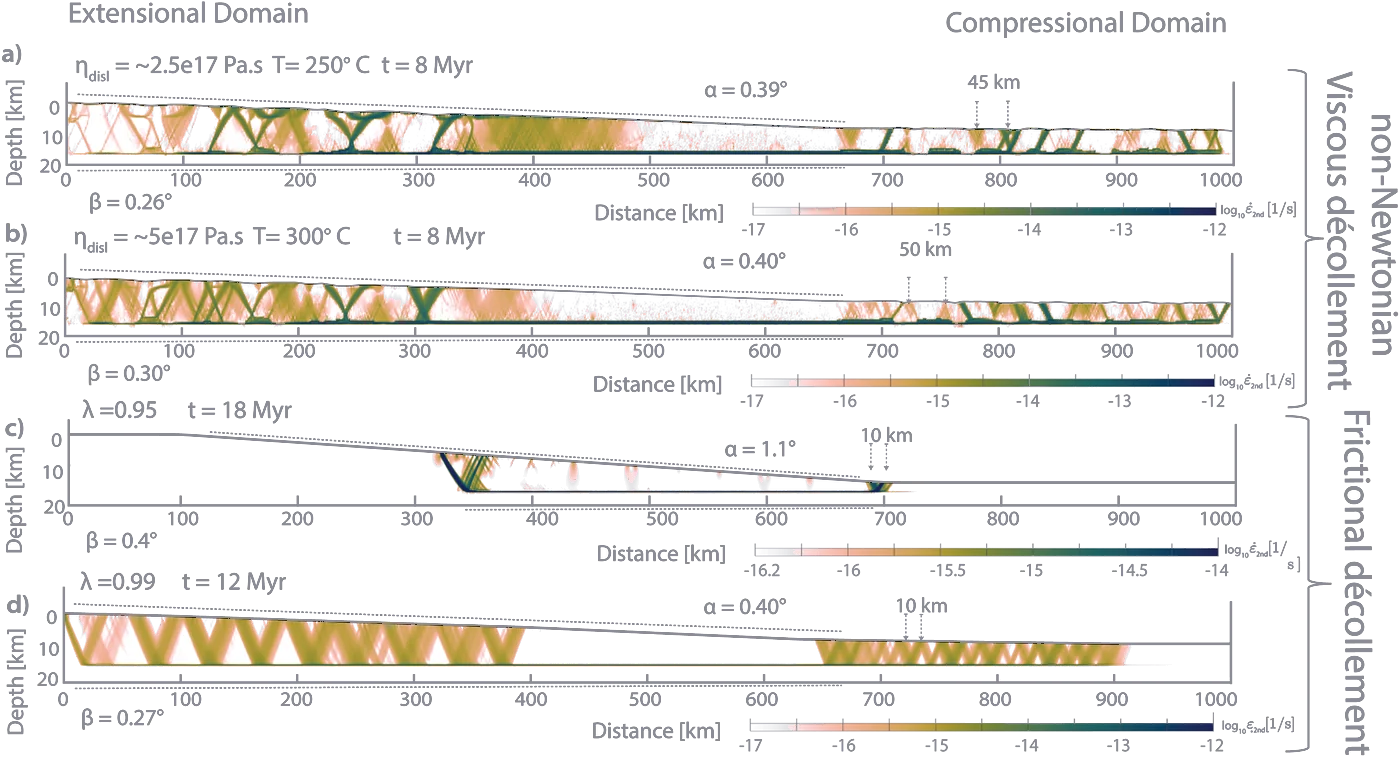 Extensional Domain
Compressional Domain
a)
ηdisl = ~2.5e17 Pa.s T= 250° C t = 8 Myr
α = 0.39°
45 km
Depth [km]
0
10
20
0 100 200 300 400 500 600 700 800 900 1000
β = 0.26°
Distance [km]
log10ε̇2nd [1/s]
-17 -16 -15 -14 -13 -12
b)
ηdisl = ~5e17 Pa.s T= 300° C t = 8 Myr
α = 0.40°
50 km
Depth [km]
0
10
20
0 100 200 300 400 500 600 700 800 900 1000
β = 0.30°
Distance [km]
log10ε̇2nd [1/s]
-17 -16 -15 -14 -13 -12
non-Newtonian
Viscous décollement
λ =0.95 t = 18 Myr
c)
α = 1.1°
10 km
Depth [km]
0
10
20
0 100 200 300 400 500 600 700 800 900 1000
β = 0.4°
Distance [km]
log10ε̇2nd [1/
s ]
-16.2 -16 -15.5 -15 -14.5 -14
λ =0.99 t = 12 Myr
d)
α = 0.40°
10 km
Depth [km]
0
10
20
0 100 200 300 400 500 600 700 800 900 1000
β = 0.27°
Distance [km]
log10ε̇2nd [1/s]
-17 -16 -15 -14 -13 -12
Frictional décollement